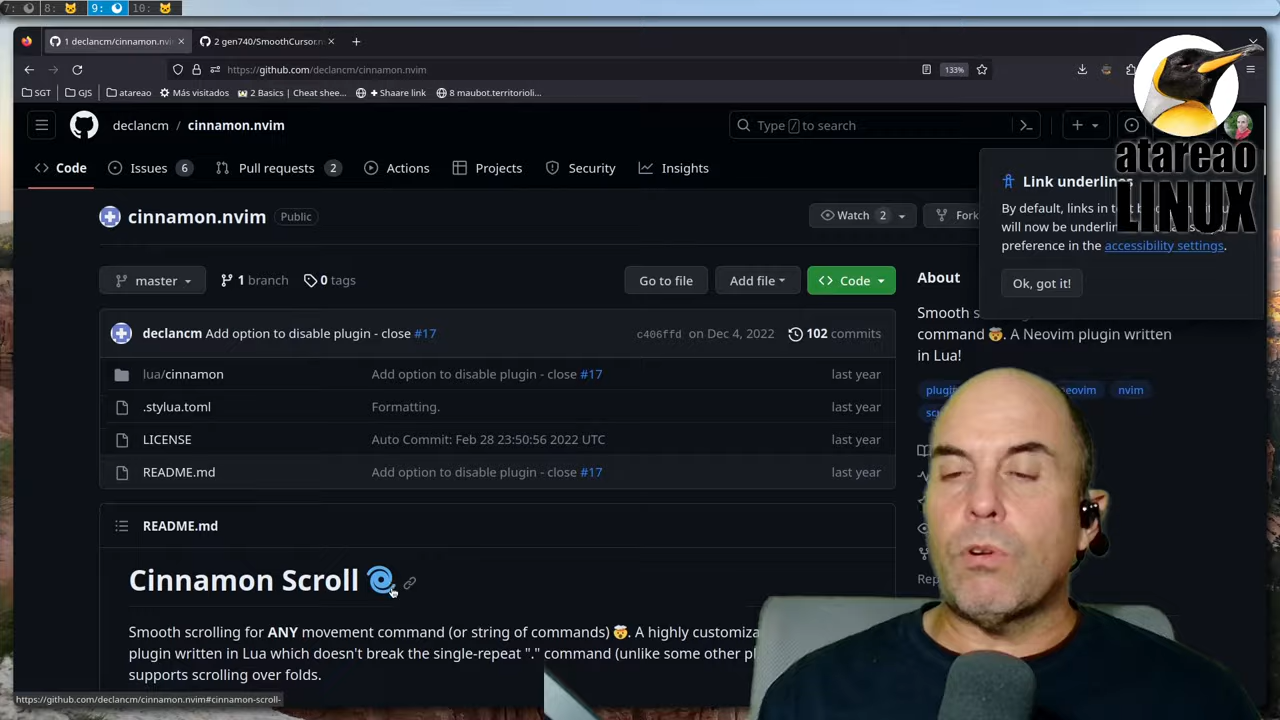 7: 8: 9: 10:
1 declancm/cinnamon.nvi
2 gen740/SmoothCursor.n
https://github.com/declancm/cinnamon.nvim
133%
SGT GJS atareao Más visitados 2 Basics | Cheat shee... + Shaare link 8 maubot.territorioli...
declancm / cinnamon.nvim
Type / to search
Code Issues 6 Pull requests 2 Actions Projects Security Insights
atareao
LINUX
Link underlines
By default, links in
will now be
preference in the accessibility settings.
Ok, got it!
cinnamon.nvim Public
Watch 2
Fork
master 1 branch 0 tags
Go to file Add file Code
About
Smooth
command 🤯. A Neovim plugin written
in Lua!
neovim nvim
declancm Add option to disable plugin - close #17 c406ffd on Dec 4, 2022 102 commits
lua/cinnamon Add option to disable plugin - close #17 last year
.stylua.toml Formatting. last year
LICENSE Auto Commit: Feb 28 23:50:56 2022 UTC last year
README.md Add option to disable plugin - close #17 last year
README.md
Cinnamon Scroll 🌀
Smooth scrolling for ANY movement command (or string of commands) 🤯. A highly customiza
plugin written in Lua which doesn't break the single-repeat "." command (unlike some other pl
supports scrolling over folds.
Rep
https://github.com/declancm/cinnamon.nvim#cinnamon-scroll-